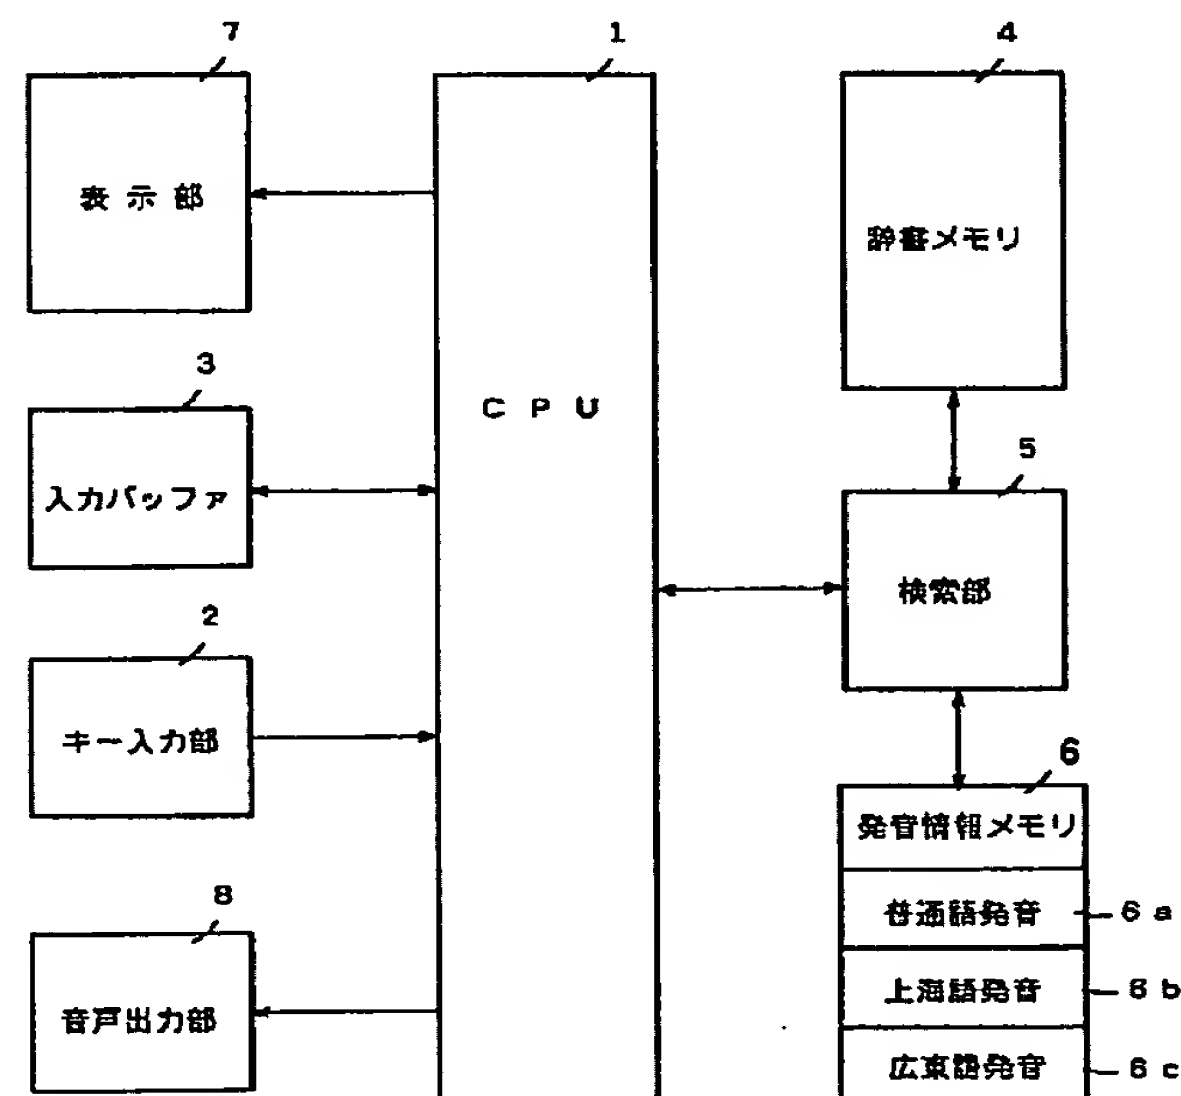 7
1
4
表示部
辞書メモリ
3
CPU
5
入力バッファ
検索部
2
キー入力部
6
発音情報メモリ
8
普通語発音
6a
上海語発音
6b
音声出力部
広東語発音
6c